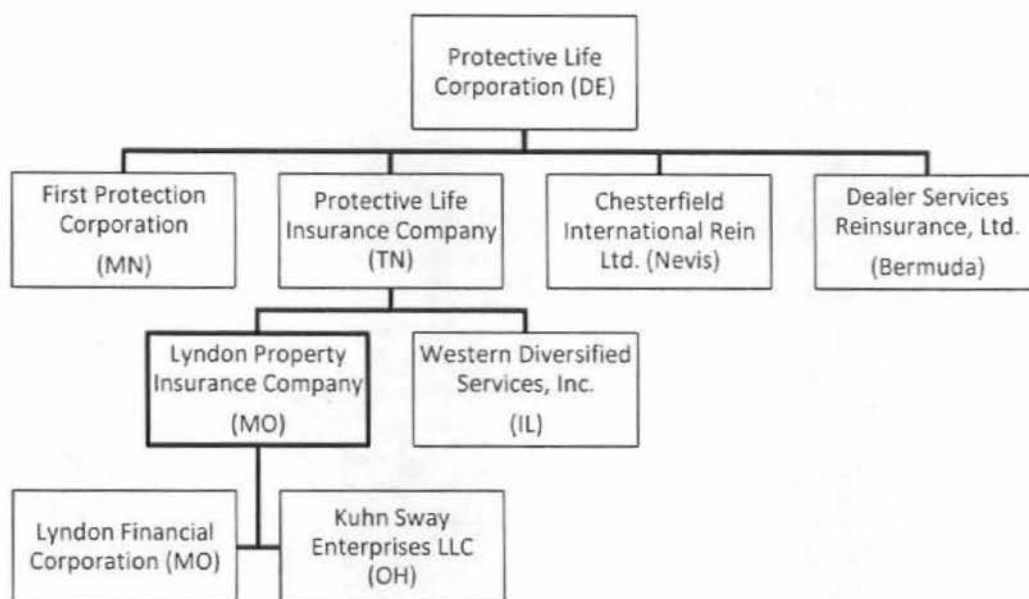 Protective Life
Corporation (DE)
First Protection
Corporation
(MN)
Protective Life
Insurance Company
(TN)
Chesterfield
International Rein
Ltd. (Nevis)
Dealer Services
Reinsurance, Ltd.
(Bermuda)
Lyndon Property
Insurance Company
(MO)
Western Diversified
Services, Inc.
(IL)
Lyndon Financial
Corporation (MO)
Kuhn Sway
Enterprises LLC
(OH)